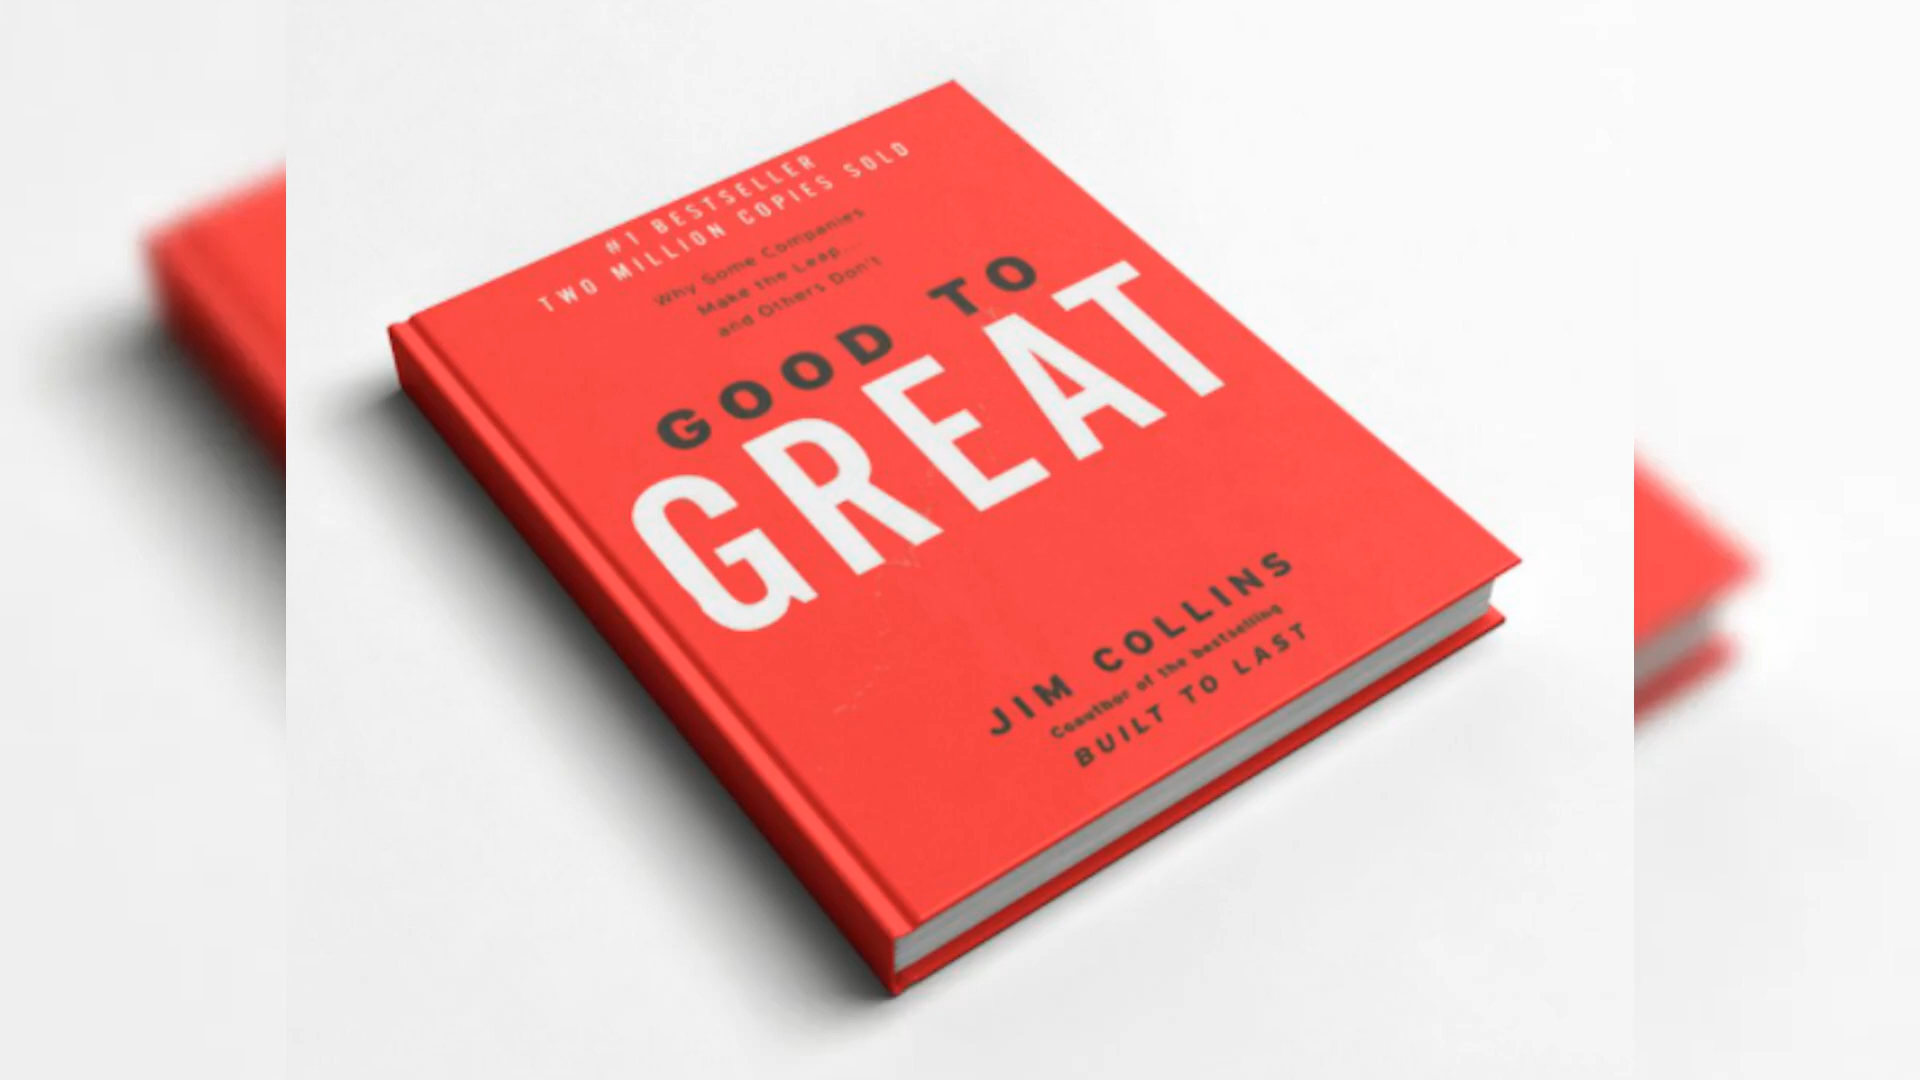 #1 BESTSELLER
TWO MILLION COPIES SOLD
Why Some Companies
Make the Leap...
and Others Don't
GOOD TO
GREAT
JIM COLLINS
Coauthor of the bestselling
BUILT TO LAST